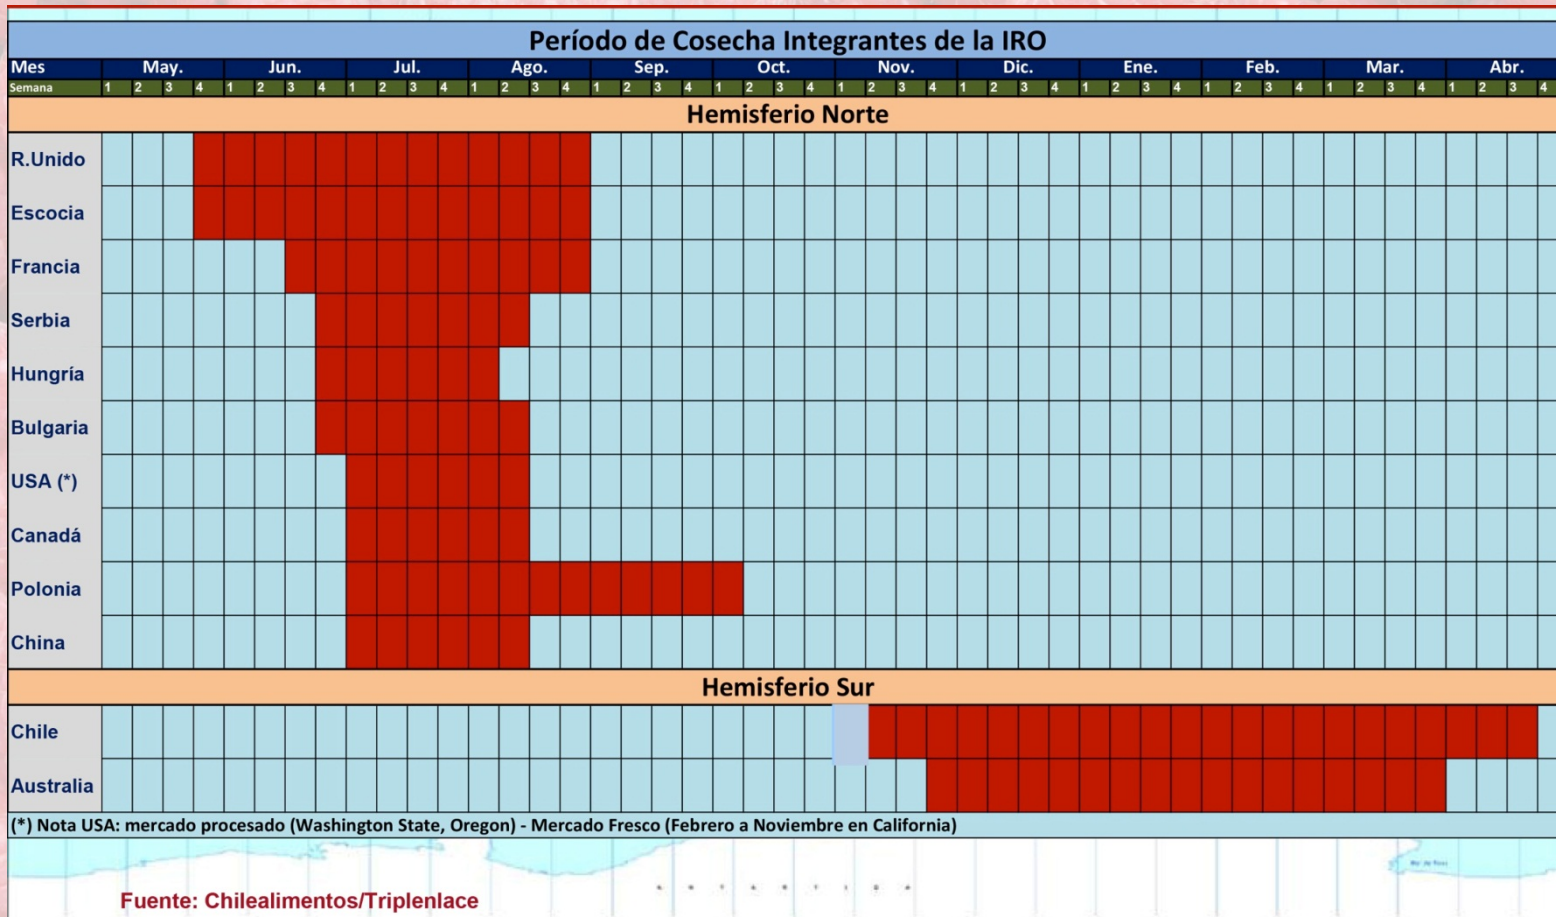 Período de Cosecha Integrantes de la IRO
Mes May. Jun. Jul. Ago. Sep. Oct. Nov. Dic. Ene. Feb. Mar. Abr.
Semana 1 2 3 4 1 2 3 4 1 2 3 4 1 2 3 4 1 2 3 4 1 2 3 4 1 2 3 4 1 2 3 4 1 2 3 4 1 2 3 4 1 2 3 4 1 2 3 4
Hemisferio Norte
R.Unido
Escocia
Francia
Serbia
Hungría
Bulgaria
USA (*)
Canadá
Polonia
China
Hemisferio Sur
Chile
Australia
(*) Nota USA: mercado procesado (Washington State, Oregon) - Mercado Fresco (Febrero a Noviembre en California)
Fuente: Chilealimentos/Triplenlace